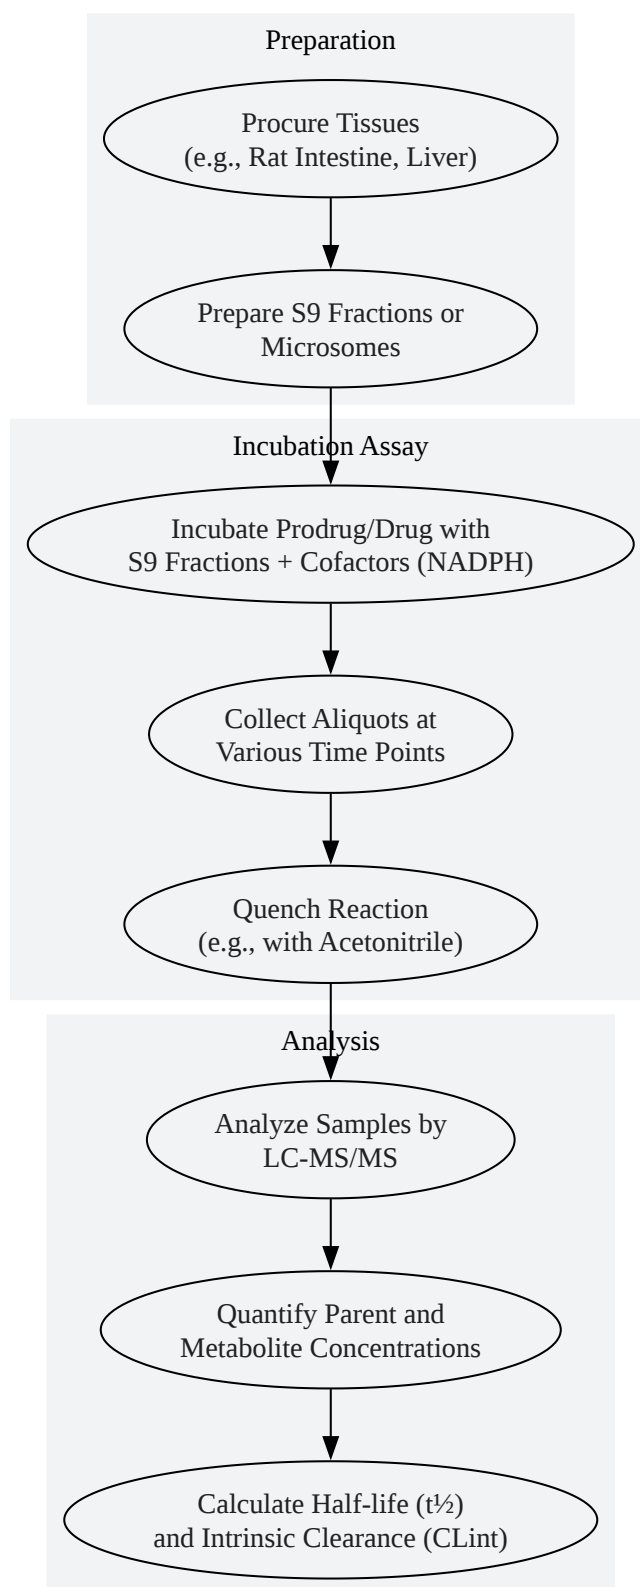 Preparation
Procure Tissues
(e.g., Rat Intestine, Liver)
Prepare S9 Fractions or
Microsomes
Incubation Assay
Incubate Prodrug/Drug with
S9 Fractions + Cofactors (NADPH)
Collect Aliquots at
Various Time Points
Quench Reaction
(e.g., with Acetonitrile)
Analysis
Analyze Samples by
LC-MS/MS
Quantify Parent and
Metabolite Concentrations
Calculate Half-life (t½)
and Intrinsic Clearance (CLint)